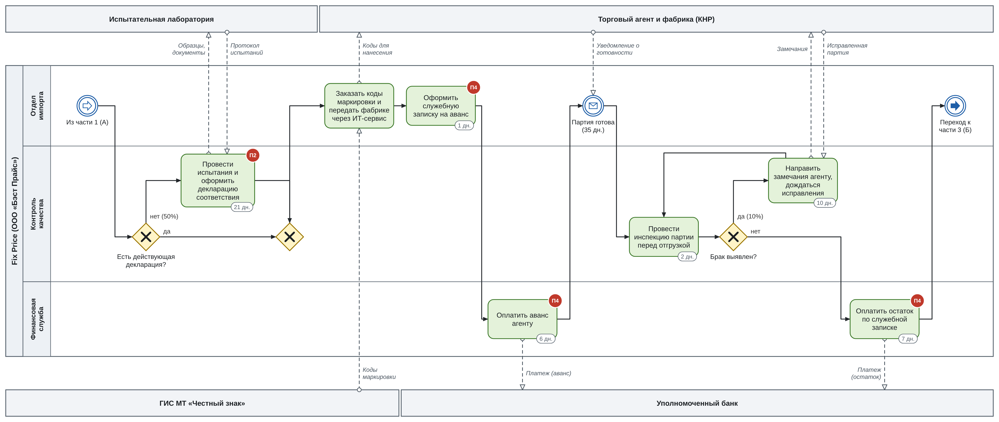 Испытательная лаборатория
Торговый агент и фабрика (КНР)
Образцы,
документы
Протокол
испытаний
Коды для
нанесения
Уведомление о
готовности
Замечания
Исправленная
партия
Fix Price (ООО «Бэст Прайс»)
Отдел
импорта
Из части 1 (А)
Заказать коды
маркировки и
передать фабрике
через ИТ-сервис
П4
Оформить
служебную
записку на аванс
1 дн.
Партия готова
(35 дн.)
Переход к
части 3 (Б)
Контроль
качества
П2
Провести
испытания и
оформить
декларацию
соответствия
21 дн.
нет (50%)
да
Есть действующая
декларация?
Провести
инспекцию партии
перед отгрузкой
2 дн.
Направить
замечания агенту,
дождаться
исправления
10 дн.
да (10%)
нет
Брак выявлен?
Финансовая
служба
П4
Оплатить аванс
агенту
6 дн.
П4
Оплатить остаток
по служебной
записке
7 дн.
Коды
маркировки
Платеж (аванс)
Платеж
(остаток)
ГИС МТ «Честный знак»
Уполномоченный банк